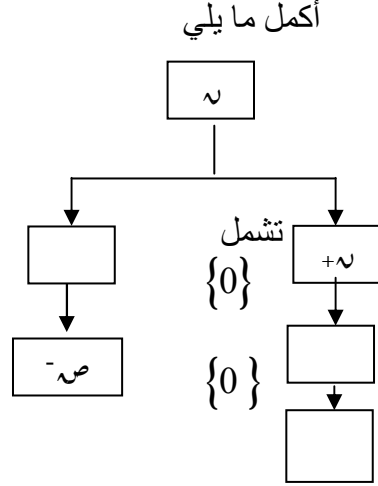 أكمل ما يلي
ن
تشمل
ن+
{0}
ص-
{0}